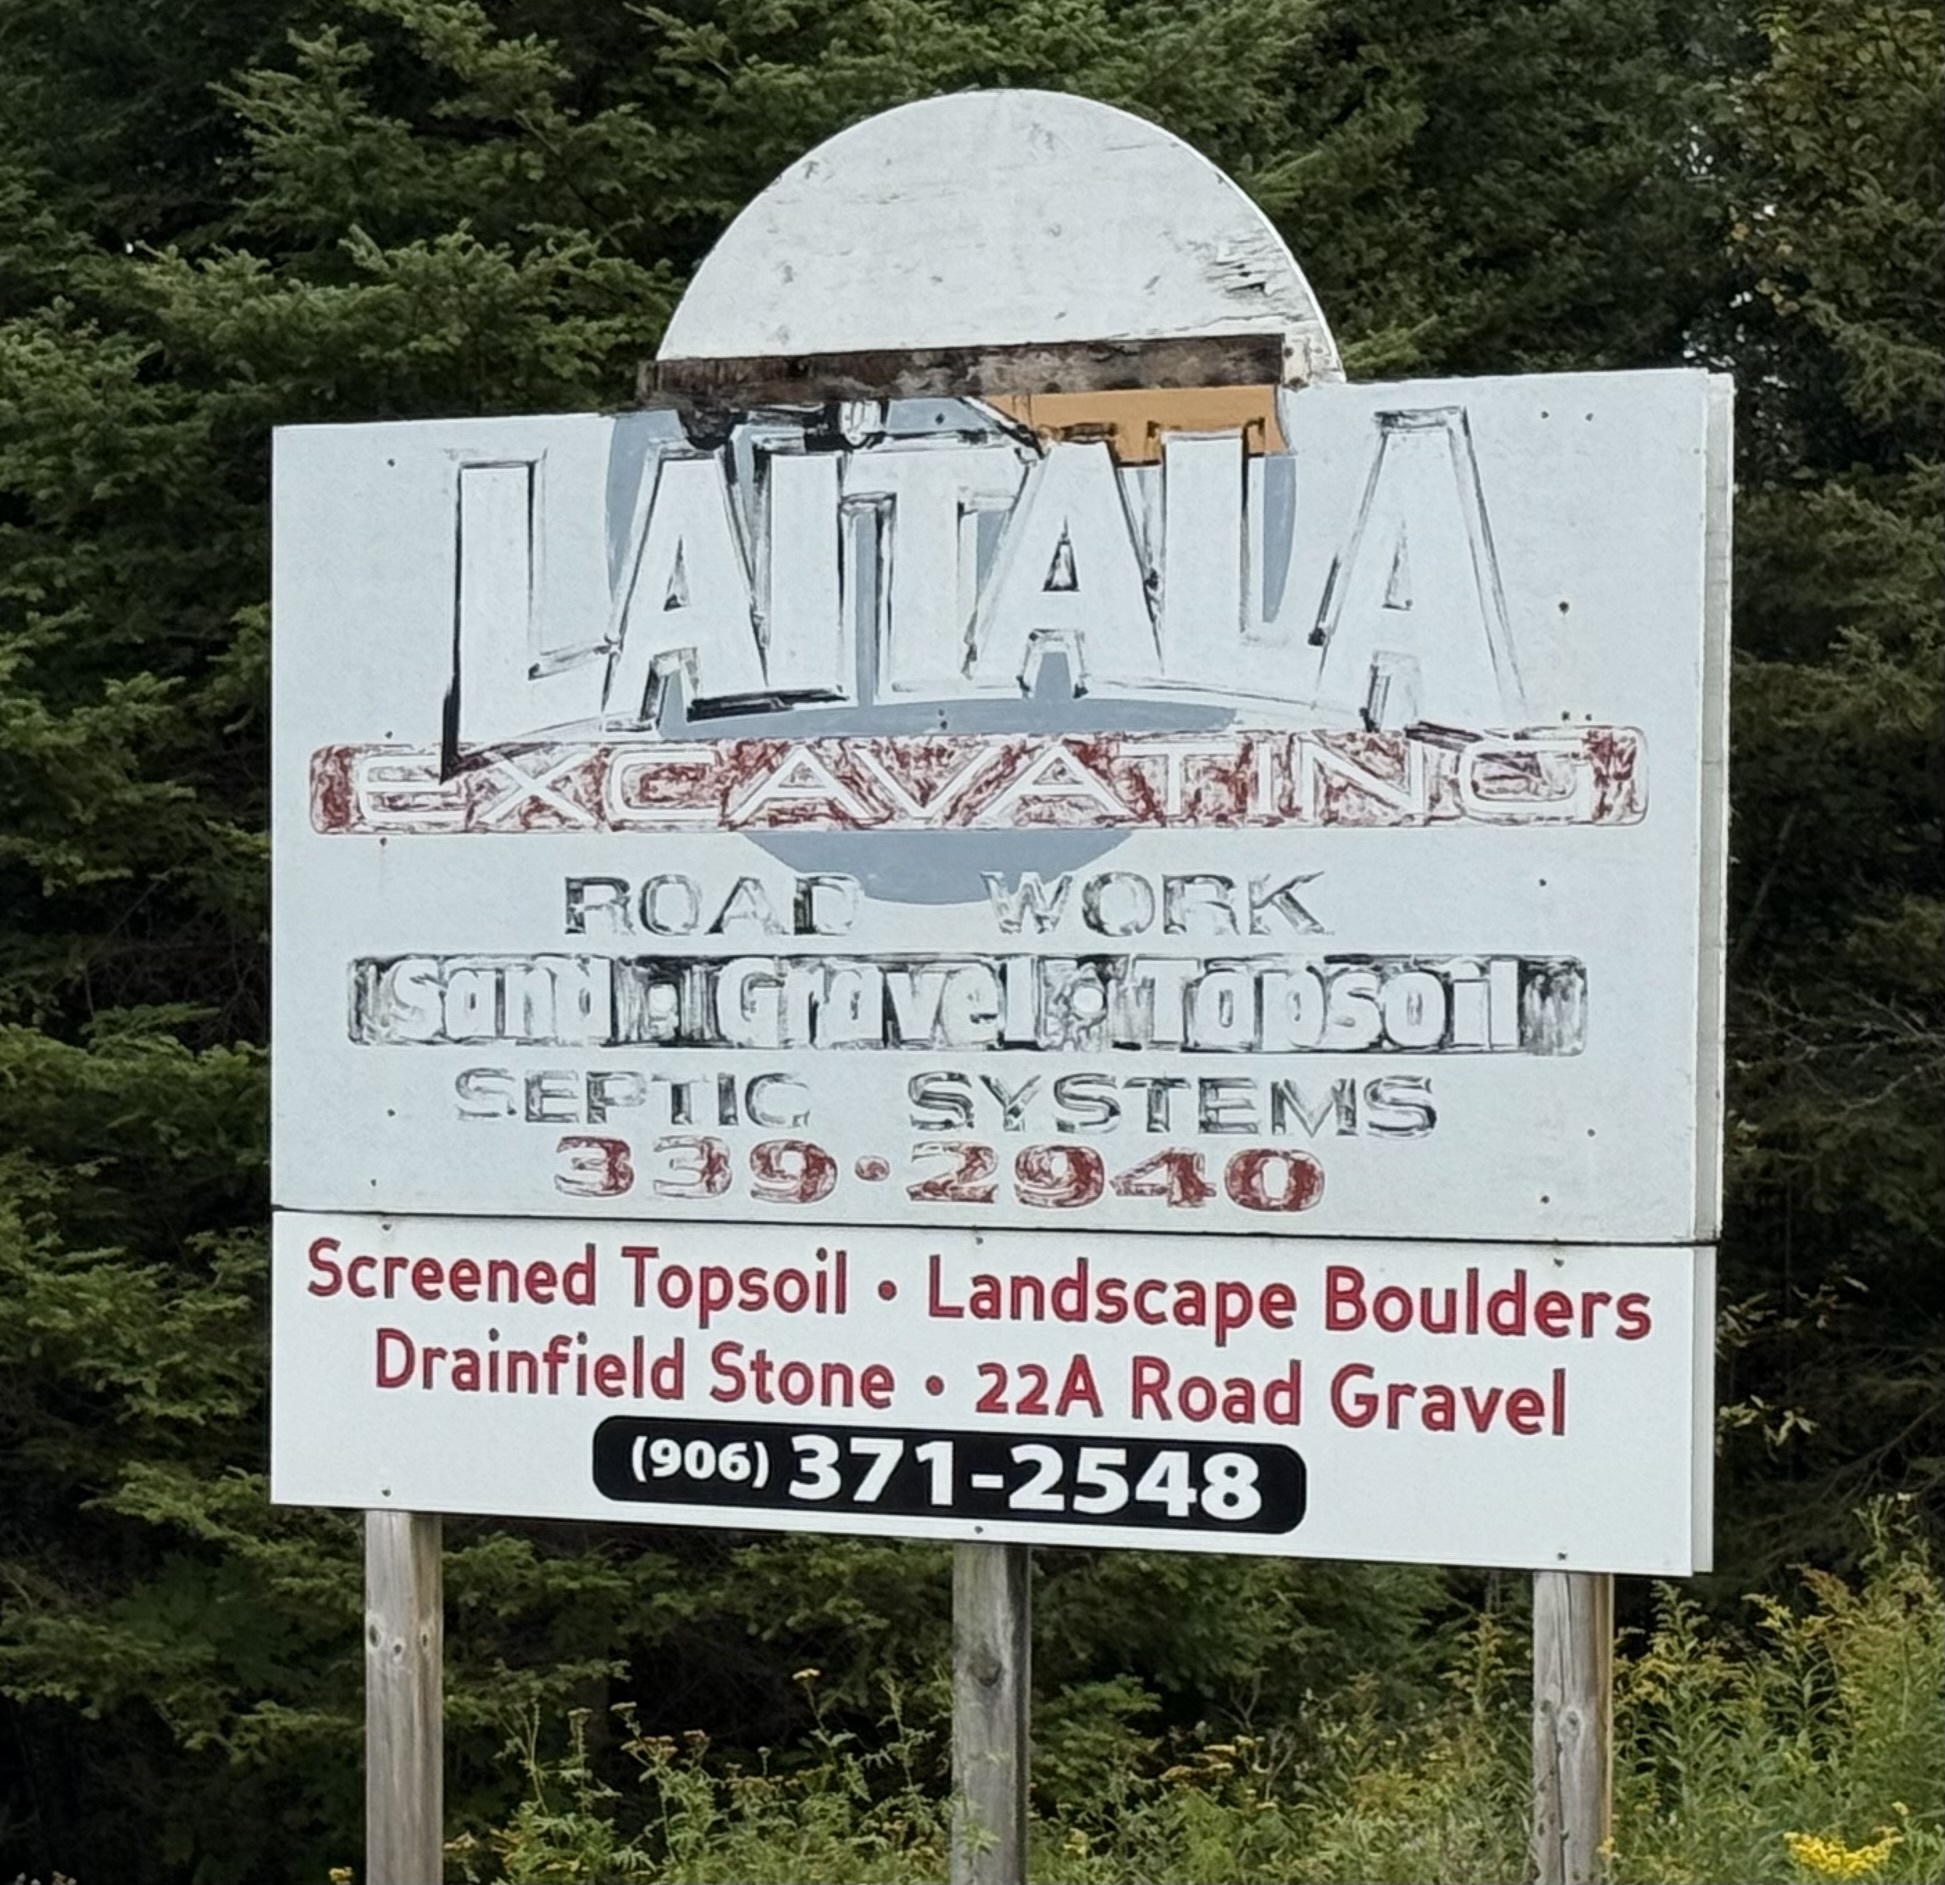 LAITALA
EXCAVATING
ROAD WORK
Sand • Gravel • Topsoil
SEPTIC SYSTEMS
339•2940
Screened Topsoil • Landscape Boulders
Drainfield Stone • 22A Road Gravel
(906) 371-2548